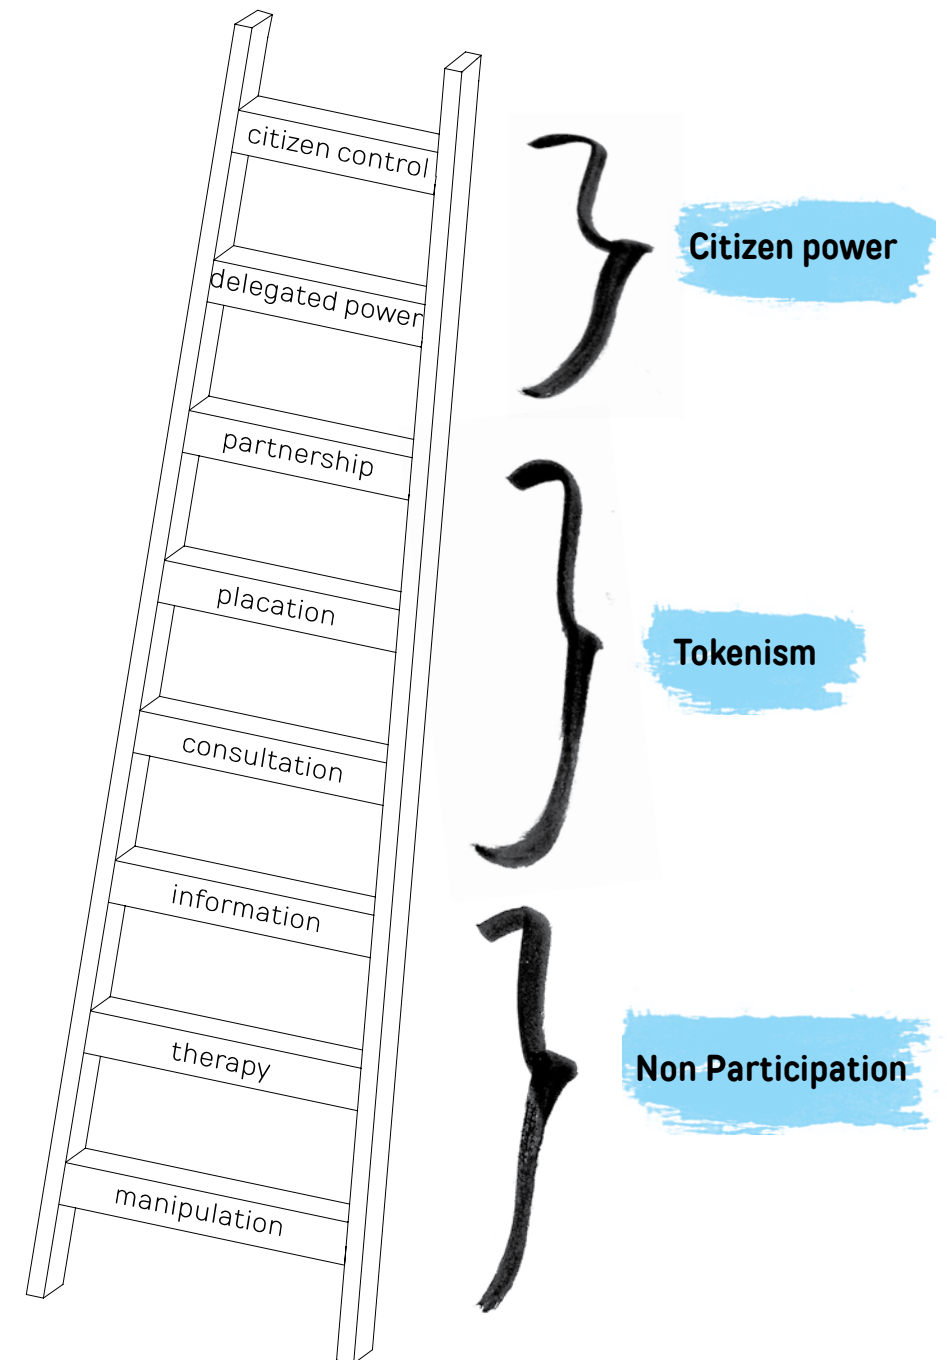 citizen control
delegated power
partnership
placation
consultation
information
therapy
manipulation
Citizen power
Tokenism
Non Participation